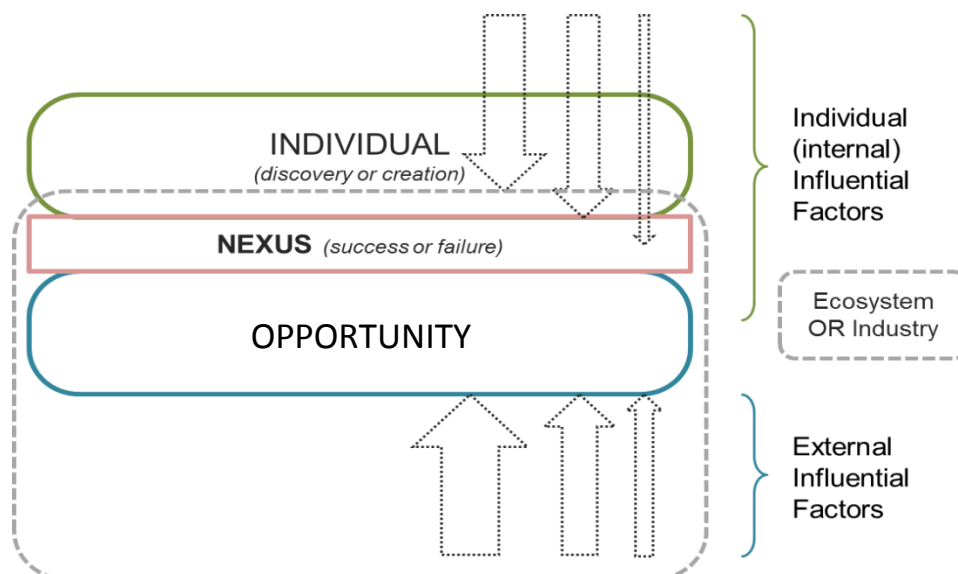 INDIVIDUAL
(discovery or creation)
NEXUS (success or failure)
OPPORTUNITY
Individual
(internal)
Influential
Factors
Ecosystem
OR Industry
External
Influential
Factors